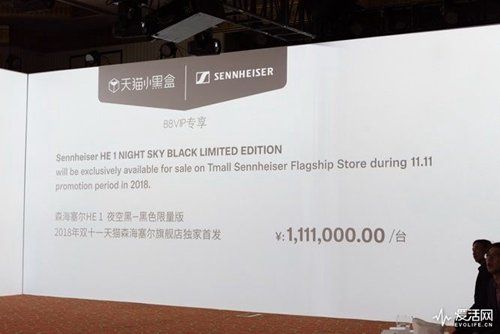 天猫小黑盒
SENNHEISER
88VIP专享
Sennheiser HE 1 NIGHT SKY BLACK LIMITED EDITION
will be exclusively available for sale on Tmall Sennheiser Flagship Store during 11.11
promotion period in 2018.
森海塞尔HE 1 夜空黑–黑色限量版
2018年双十一天猫森海塞尔旗舰店独家首发
¥: 1,111,000.00 /台
爱活网
EVOLIFE.CN